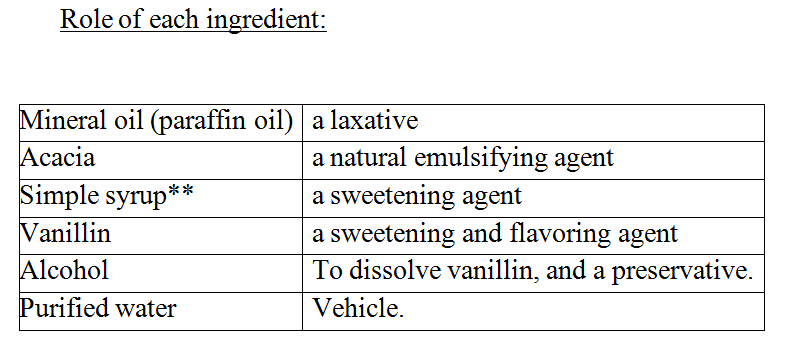 Role of each ingredient:
Mineral oil (paraffin oil) a laxative
Acacia a natural emulsifying agent
Simple syrup** a sweetening agent
Vanillin a sweetening and flavoring agent
Alcohol To dissolve vanillin, and a preservative.
Purified water Vehicle.